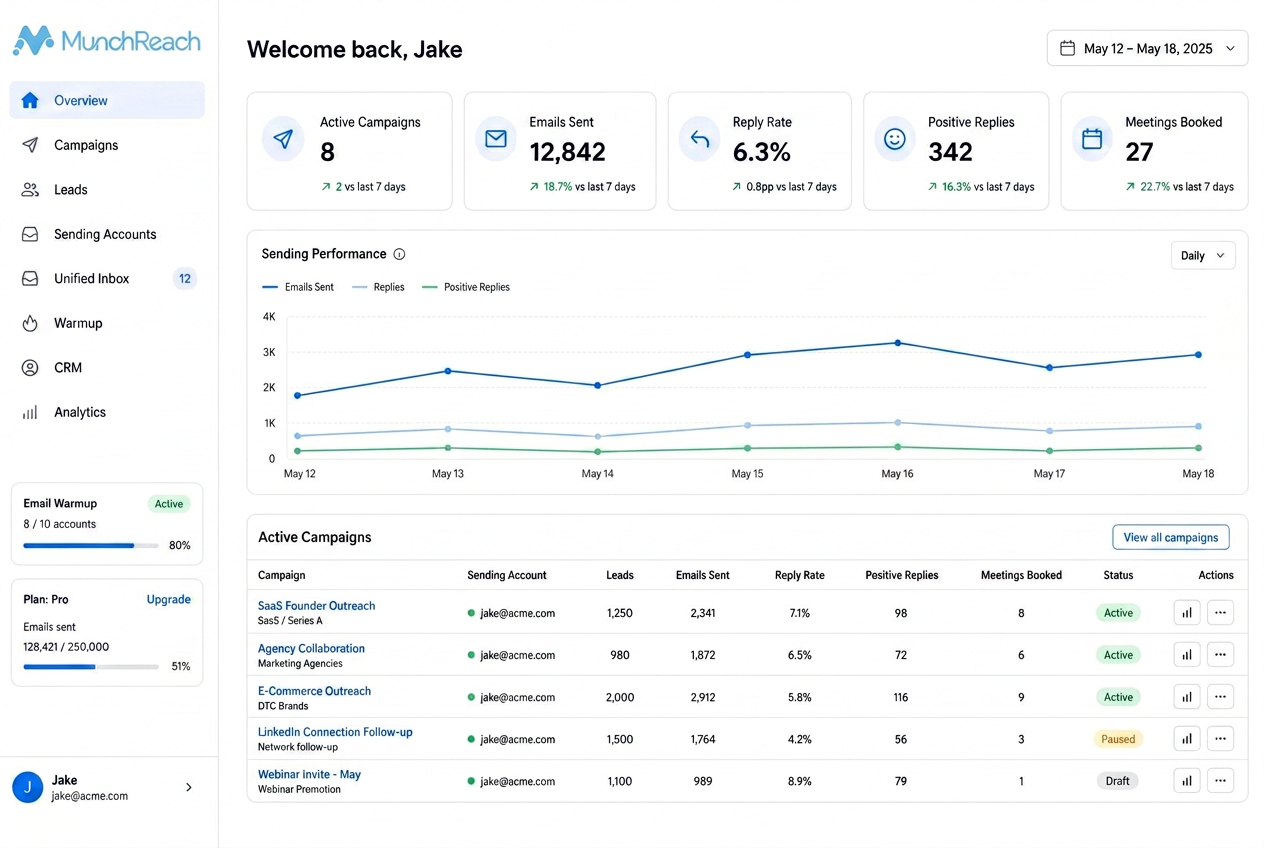 MunchReach
Overview
Campaigns
Leads
Sending Accounts
Unified Inbox 12
Warmup
CRM
Analytics
Email Warmup Active
8 / 10 accounts
80%
Plan: Pro Upgrade
Emails sent
128,421 / 250,000
51%
J
Jake
jake@acme.com
Welcome back, Jake
May 12 – May 18, 2025
Active Campaigns
8
2 vs last 7 days
Emails Sent
12,842
18.7% vs last 7 days
Reply Rate
6.3%
0.8pp vs last 7 days
Positive Replies
342
16.3% vs last 7 days
Meetings Booked
27
22.7% vs last 7 days
Sending Performance
Daily
Emails Sent Replies Positive Replies
4K
3K
2K
1K
0
May 12 May 13 May 14 May 15 May 16 May 17 May 18
Active Campaigns
View all campaigns
Campaign Sending Account Leads Emails Sent Reply Rate Positive Replies Meetings Booked Status Actions
SaaS Founder Outreach jake@acme.com 1,250 2,341 7.1% 98 8 Active
Sas5 / Series A
Agency Collaboration jake@acme.com 980 1,872 6.5% 72 6 Active
Marketing Agencies
E-Commerce Outreach jake@acme.com 2,000 2,912 5.8% 116 9 Active
DTC Brands
LinkedIn Connection Follow-up jake@acme.com 1,500 1,764 4.2% 56 3 Paused
Network follow-up
Webinar invite - May jake@acme.com 1,100 989 8.9% 79 1 Draft
Webinar Promotion